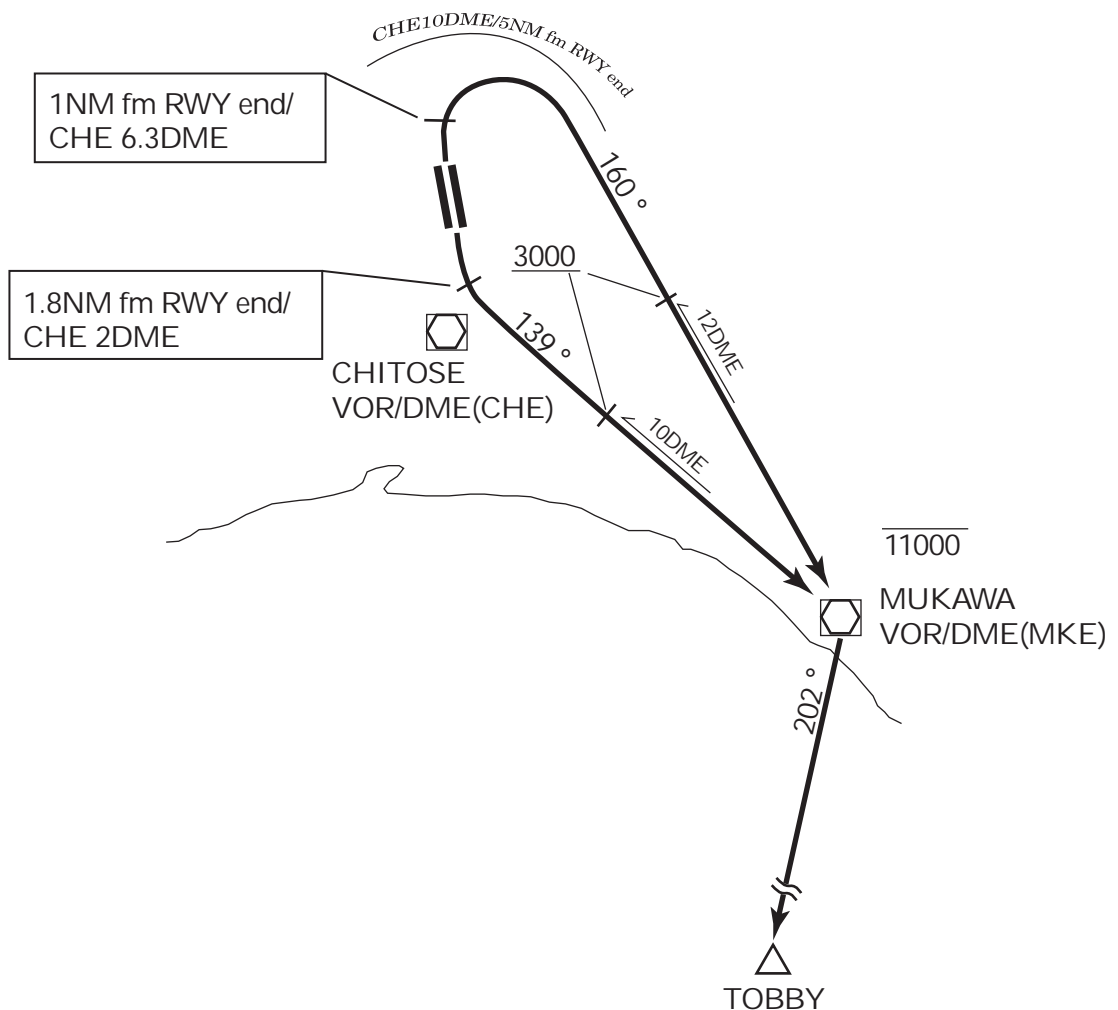 CHE10DME/5NM fm RWY end
1NM fm RWY end/
CHE 6.3DME
160 °
3000
1.8NM fm RWY end/
CHE 2DME
139 °
12DME
CHITOSE
VOR/DME(CHE)
10DME
11000
MUKAWA
VOR/DME(MKE)
202 °
TOBBY